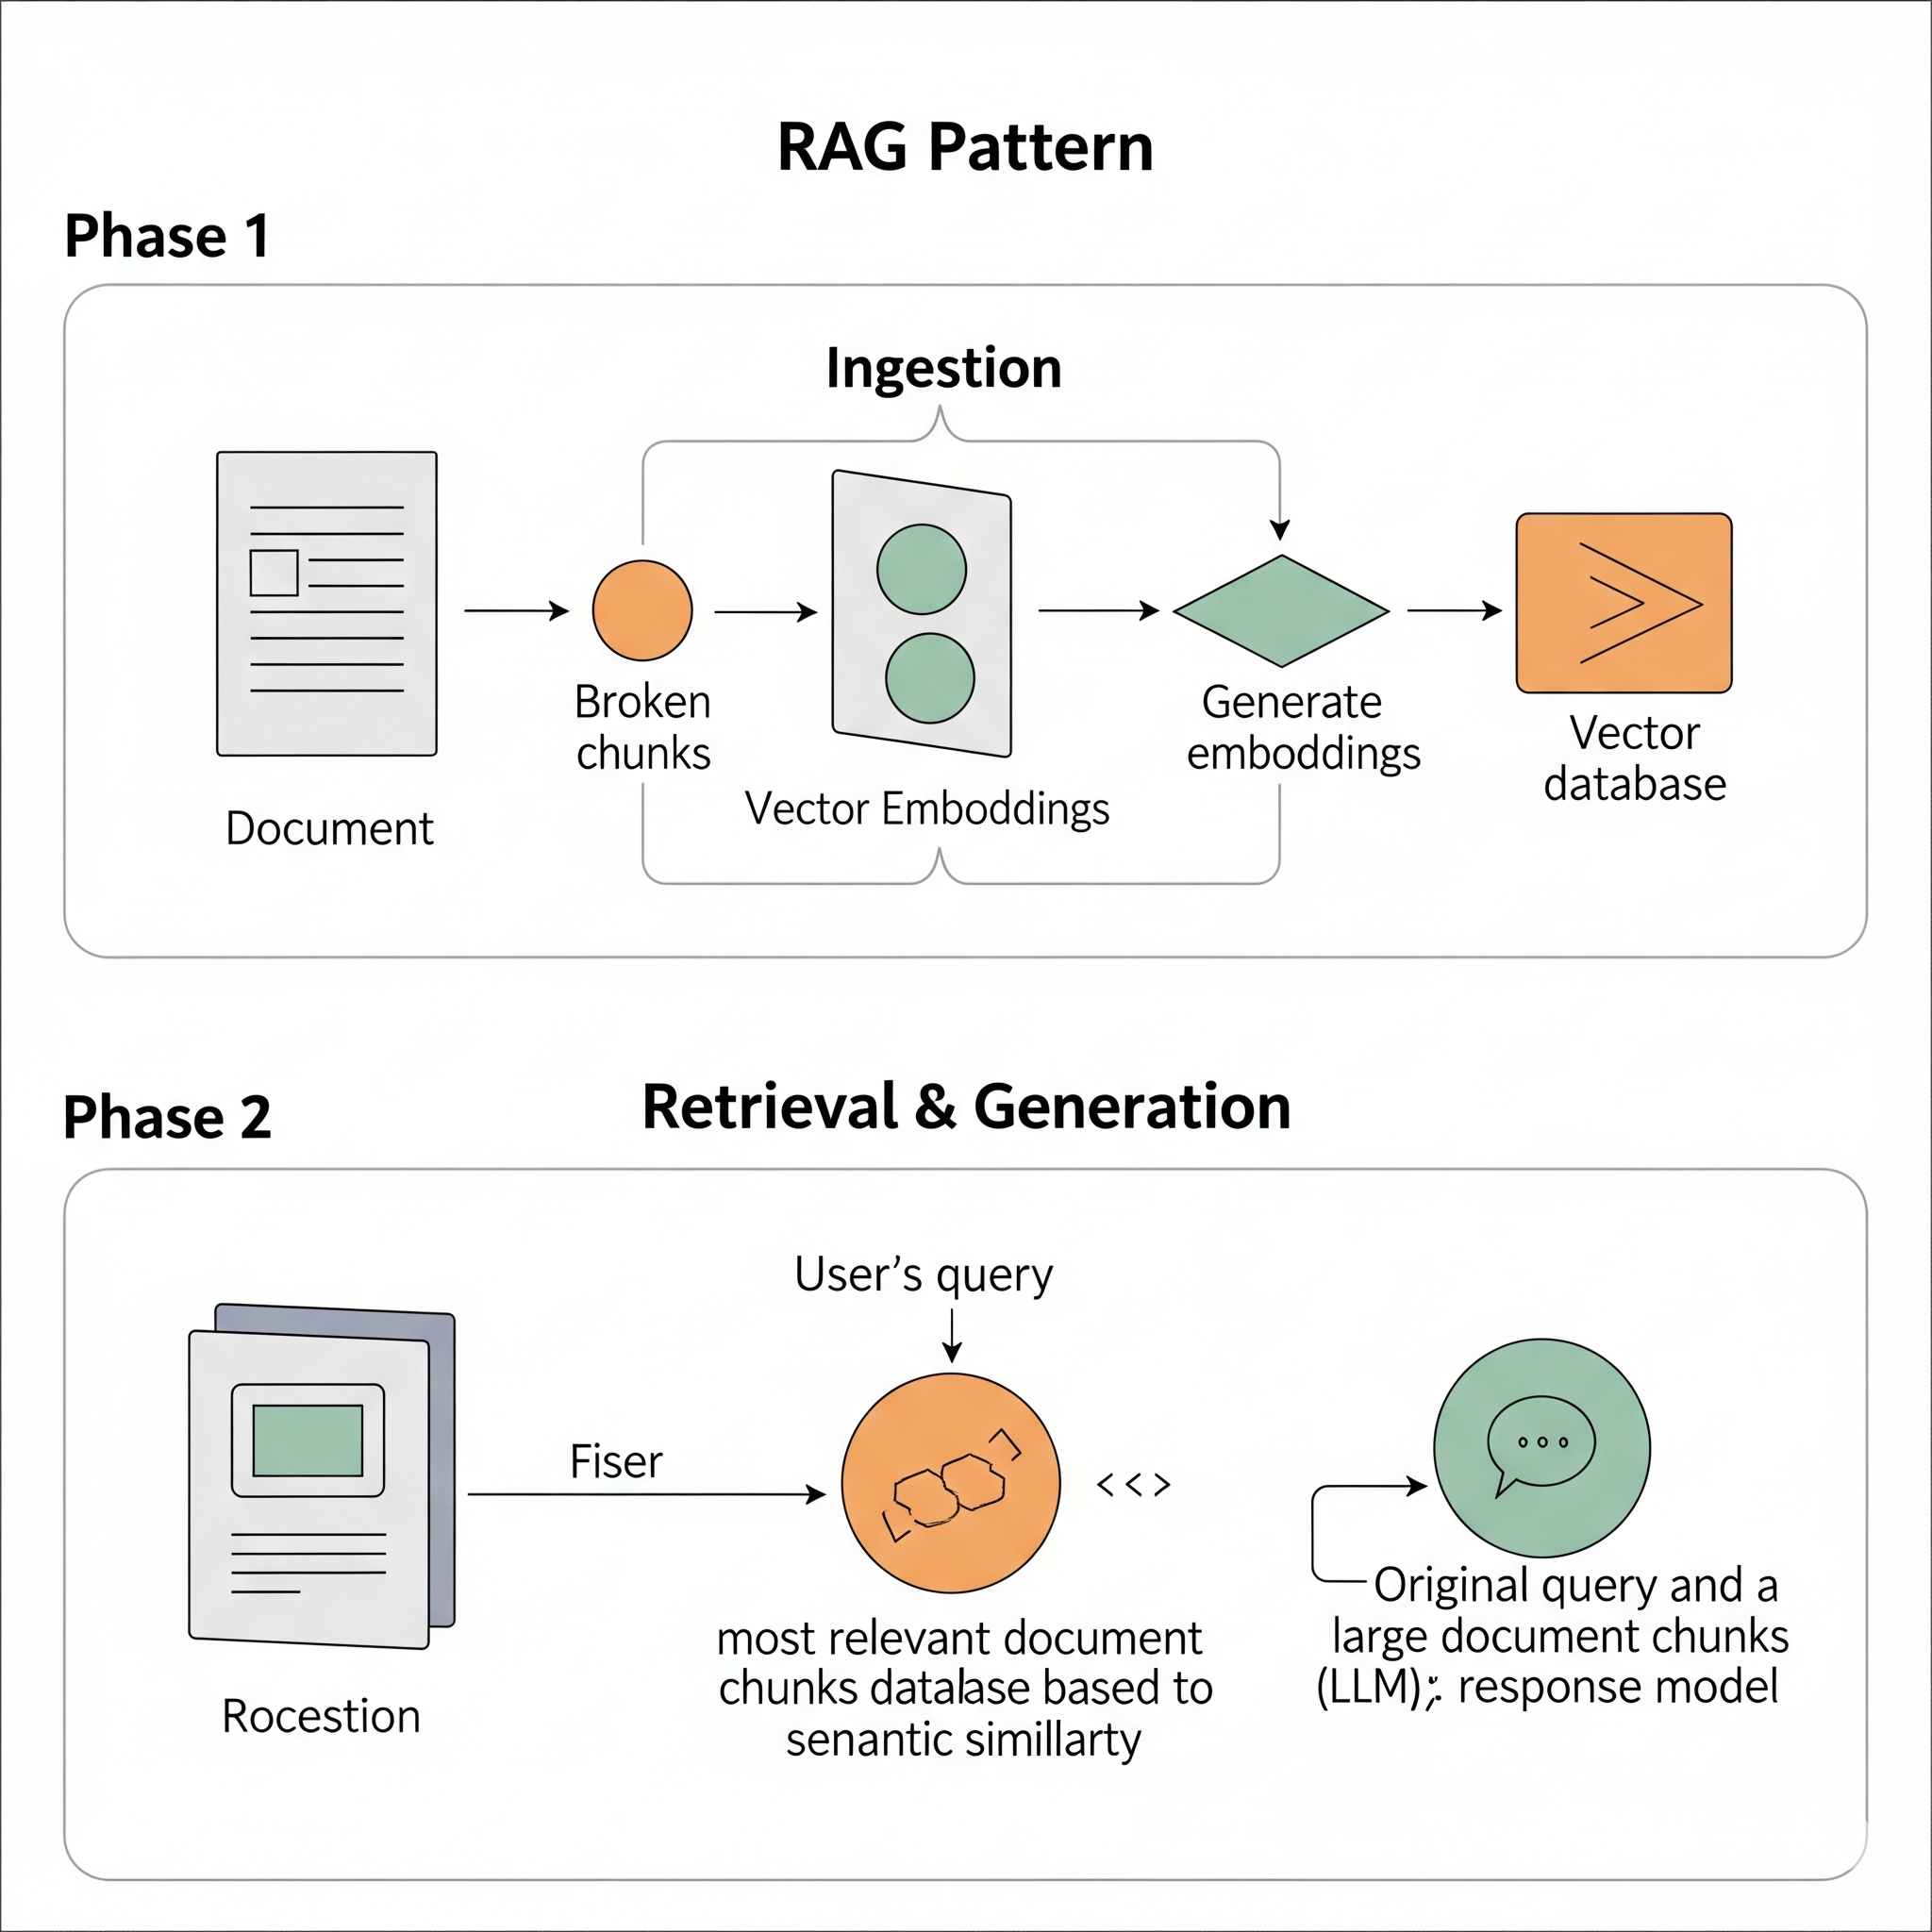 RAG Pattern
Phase 1
Ingestion
Document
Broken
chunks
Vector Emboddings
Generate
emboddings
Vector
database
Phase 2
Retrieval & Generation
User's query
Fiser
Rocestion
most relevant document
chunks datalase based to
senantic simillarty
<<>
Original query and a
large document chunks
(LLM); response model